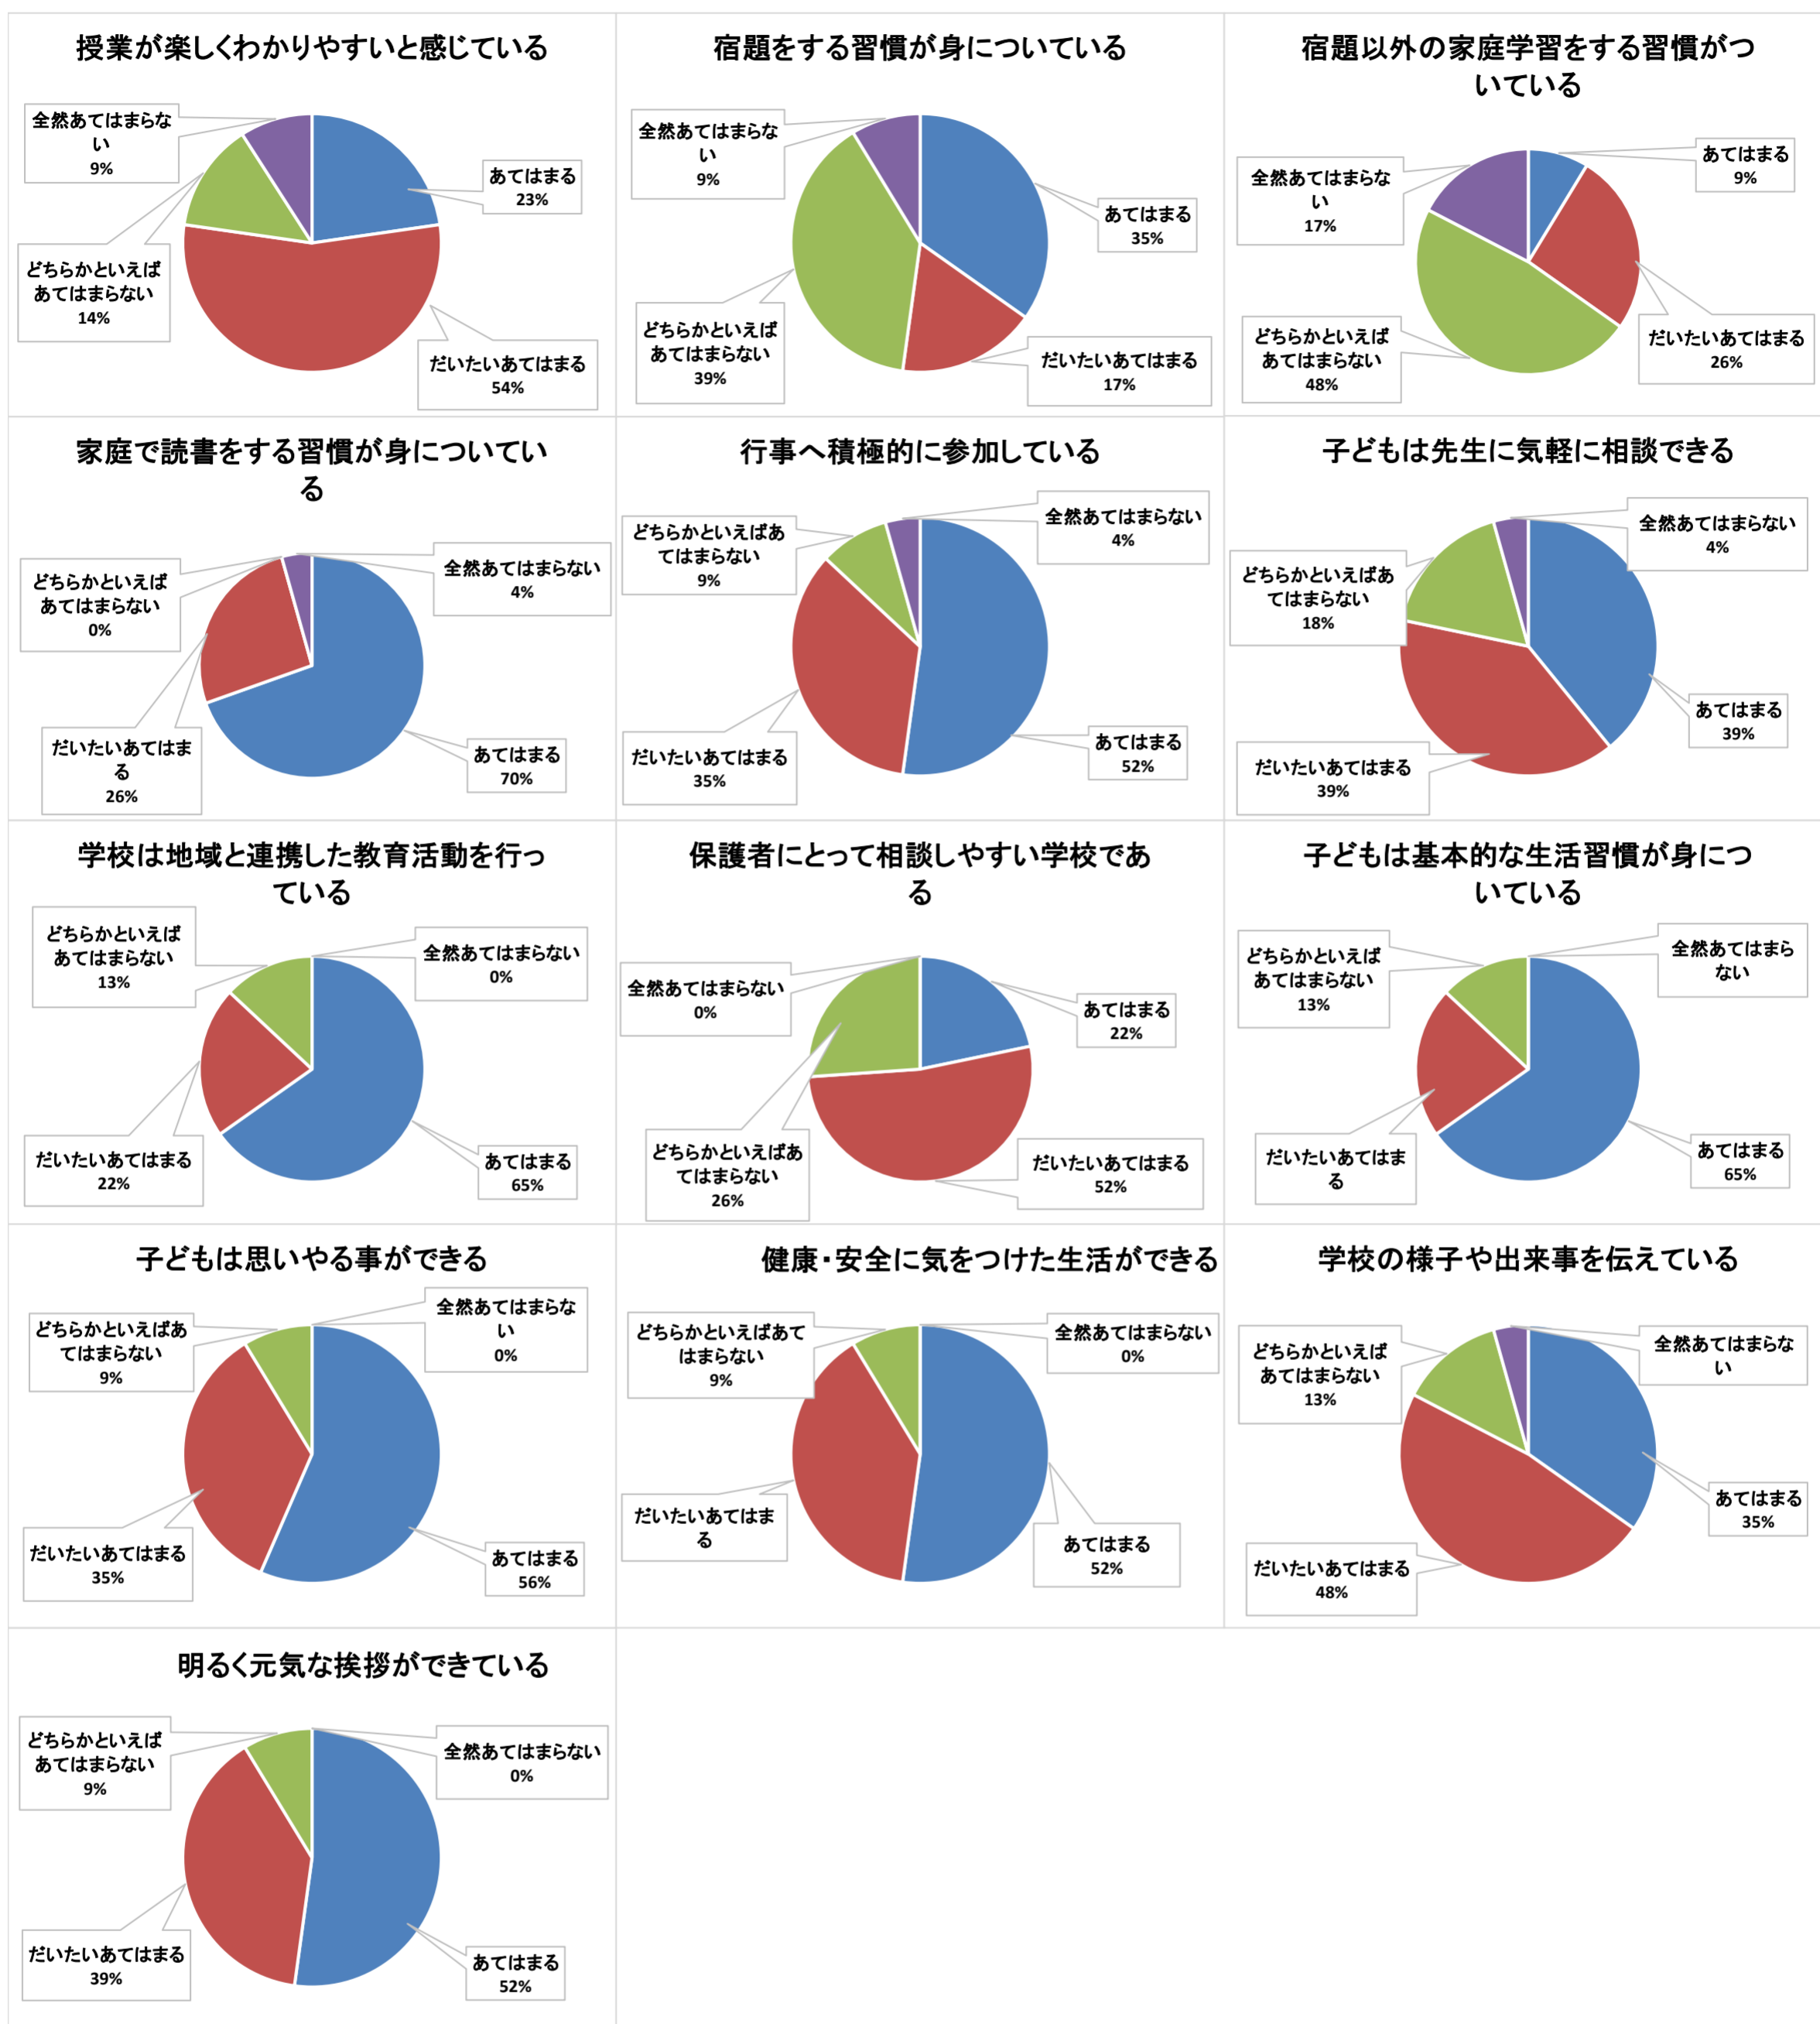 授業が楽しくわかりやすいと感じている
全然あてはまらな
い
9%
あてはまる
23%
どちらかといえば
あてはまらない
14%
だいたいあてはまる
54%
宿題をする習慣が身についている
全然あてはまらな
い
9%
あてはまる
35%
どちらかといえば
あてはまらない
39%
だいたいあてはまる
17%
宿題以外の家庭学習をする習慣がつ
いている
あてはまる
9%
全然あてはまらな
い
17%
どちらかといえば
あてはまらない
48%
だいたいあてはまる
26%
家庭で読書をする習慣が身についてい
る
全然あてはまらない
4%
どちらかといえば
あてはまらない
0%
だいたいあてはま
る
26%
あてはまる
70%
行事へ積極的に参加している
全然あてはまらない
4%
どちらかといえばあ
てはまらない
9%
だいたいあてはまる
35%
あてはまる
52%
子どもは先生に気軽に相談できる
全然あてはまらない
4%
どちらかといえばあ
てはまらない
18%
あてはまる
39%
だいたいあてはまる
39%
学校は地域と連携した教育活動を行っ
ている
どちらかといえば
あてはまらない
13%
全然あてはまらない
0%
だいたいあてはまる
22%
あてはまる
65%
保護者にとって相談しやすい学校であ
る
全然あてはまらない
0%
あてはまる
22%
どちらかといえばあ
てはまらない
26%
だいたいあてはまる
52%
子どもは基本的な生活習慣が身につ
いている
全然あてはまら
ない
どちらかといえば
あてはまらない
13%
だいたいあてはま
る
あてはまる
65%
子どもは思いやる事ができる
全然あてはまらな
い
0%
どちらかといえばあ
てはまらない
9%
だいたいあてはまる
35%
あてはまる
56%
健康・安全に気をつけた生活ができる
どちらかといえばあて
はまらない
9%
全然あてはまらない
0%
だいたいあてはま
る
あてはまる
52%
学校の様子や出来事を伝えている
全然あてはまらな
い
どちらかといえば
あてはまらない
13%
あてはまる
35%
だいたいあてはまる
48%
明るく元気な挨拶ができている
どちらかといえば
あてはまらない
9%
全然あてはまらない
0%
だいたいあてはまる
39%
あてはまる
52%